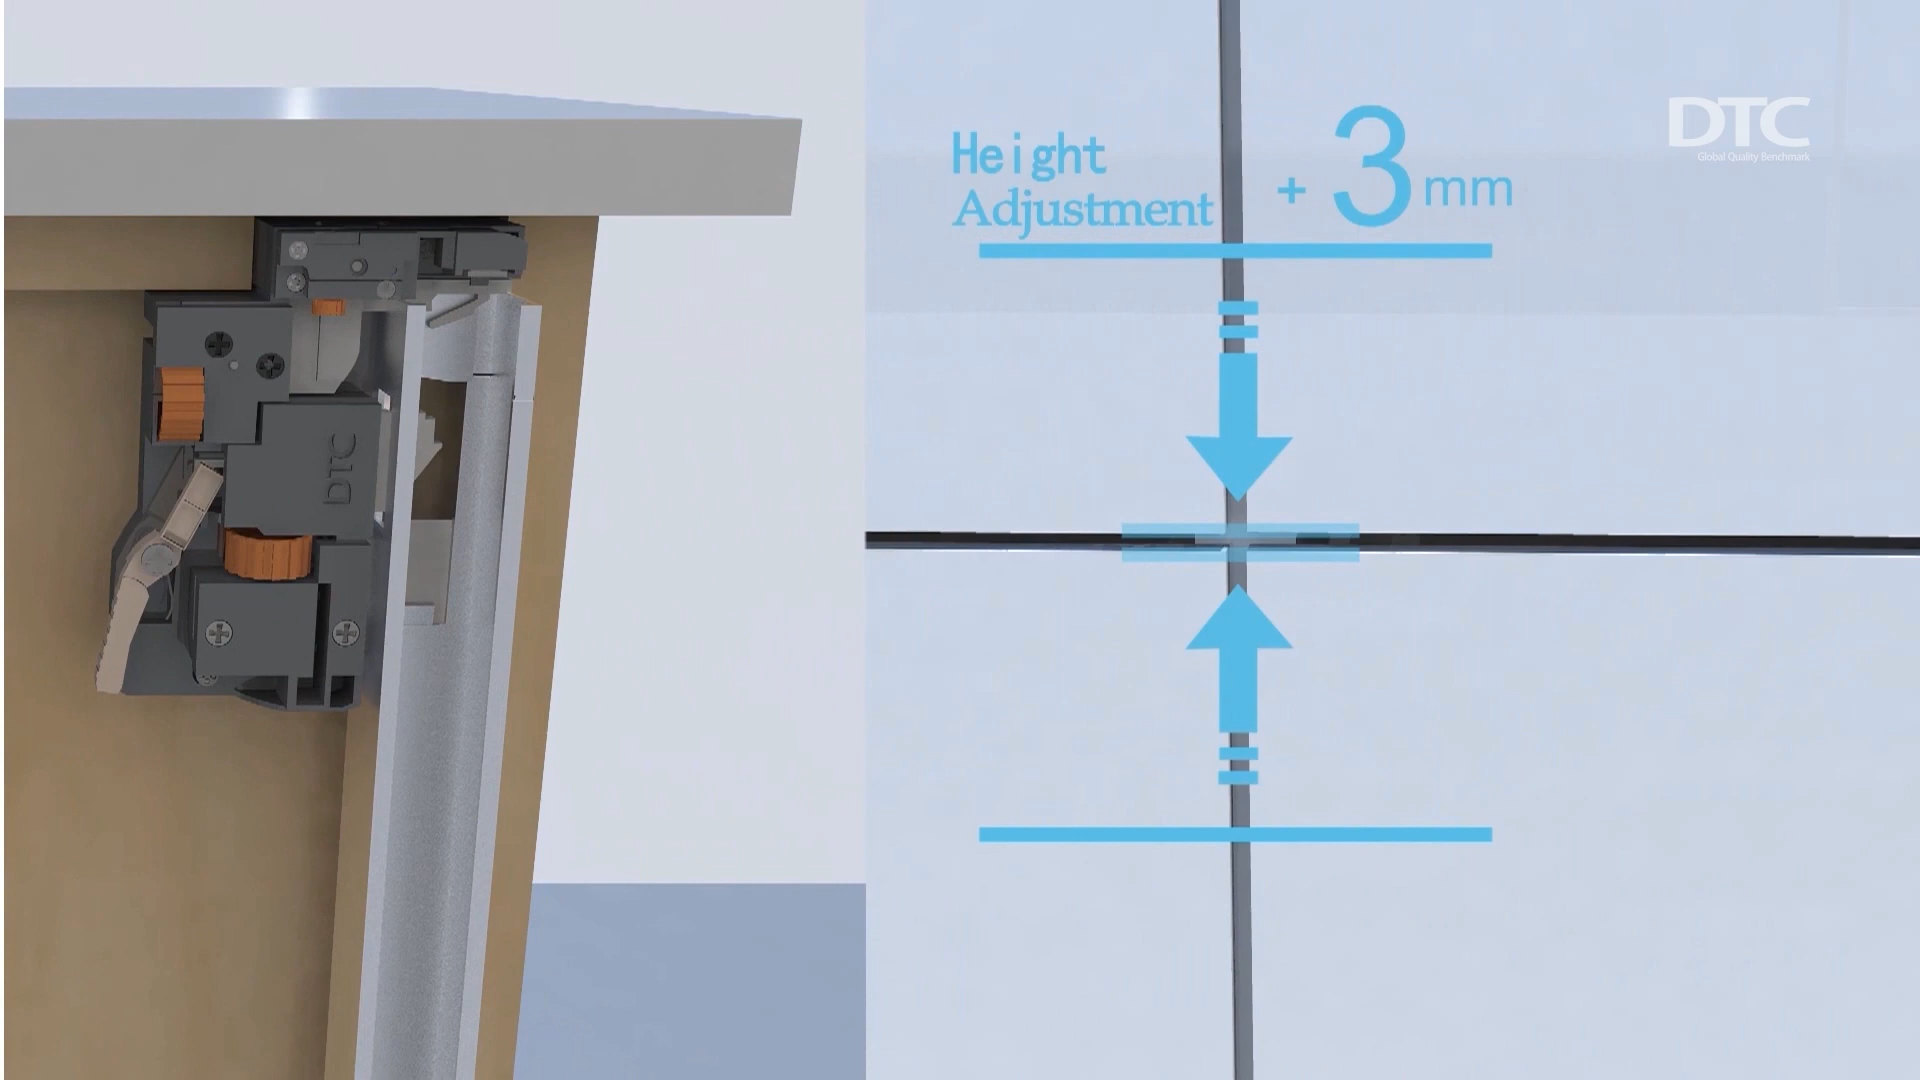 DTC
Height
Adjustment
+ 3 mm
DTC
Global Quality Benchmark